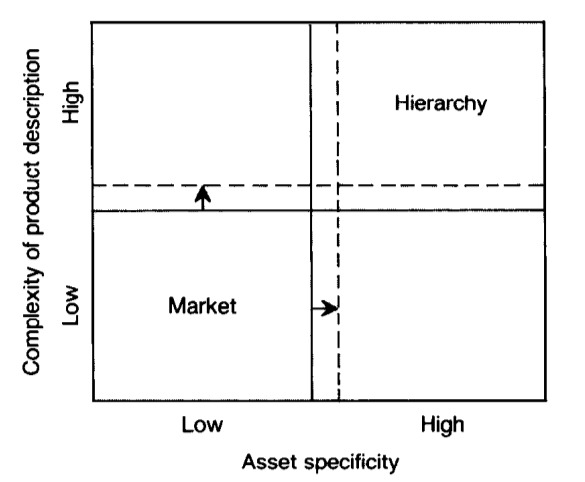 Complexity of product description
High
Low
Hierarchy
Market
Low
High
Asset specificity